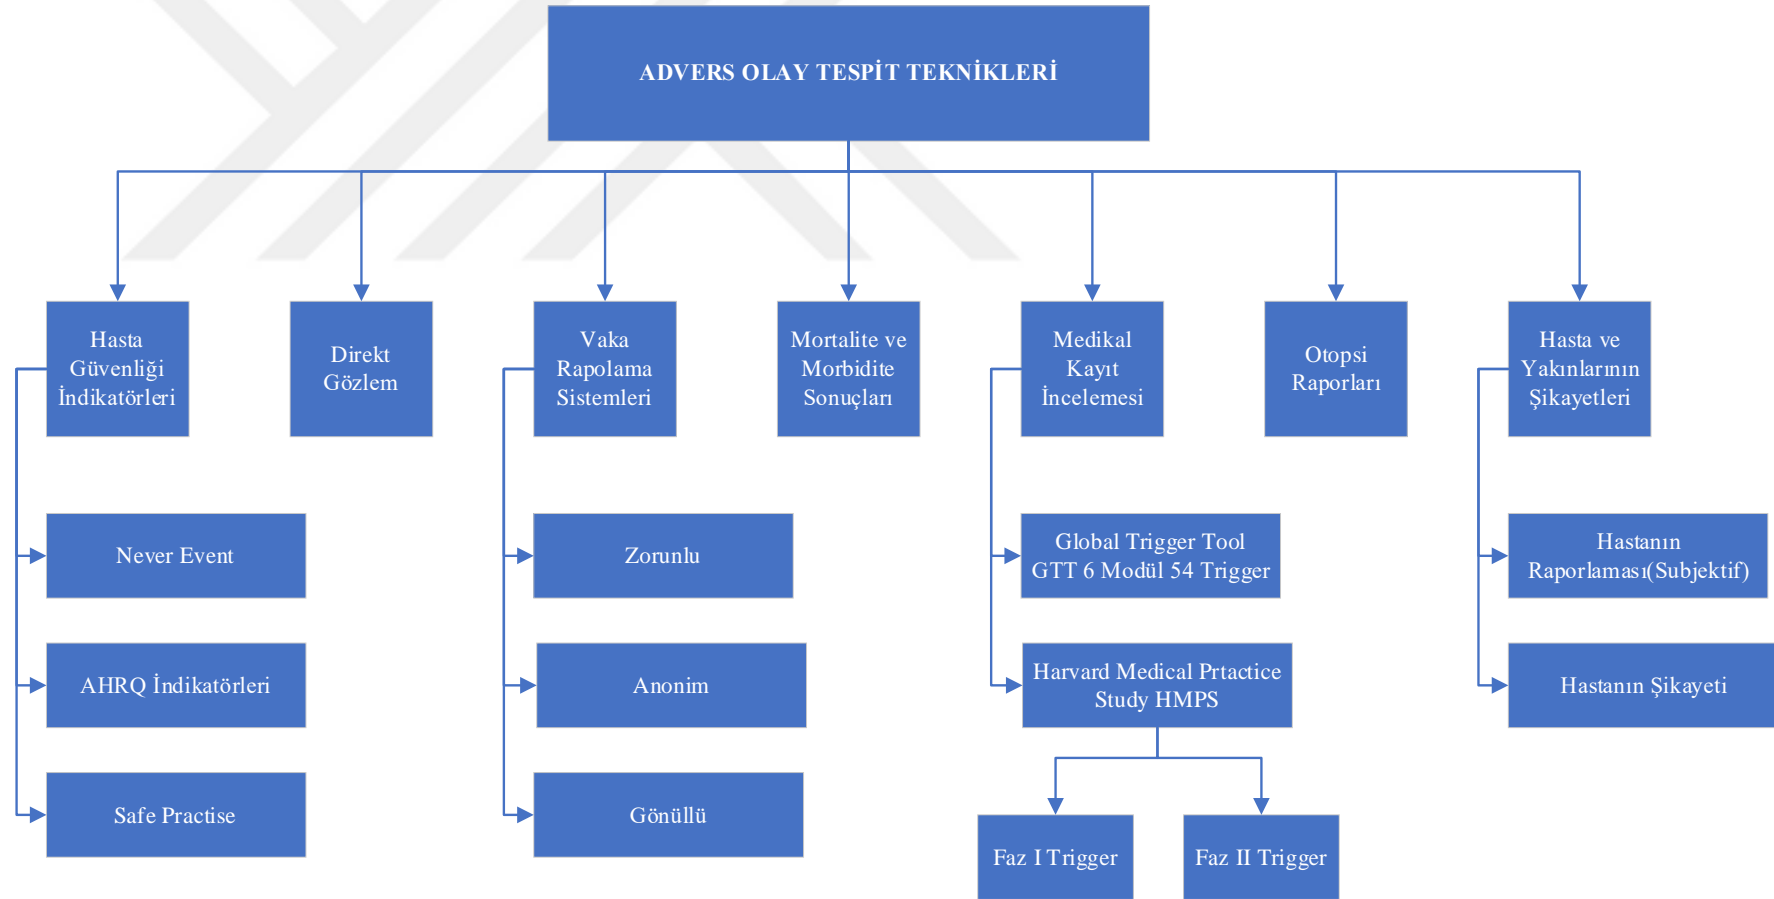 ADVERS OLAY TESPİT TEKNİKLERİ
Hasta
Güvenliği
İndikatörleri
Direkt
Gözlem
Vaka
Rapolama
Sistemleri
Mortalite ve
Morbidite
Sonuçları
Medikal
Kayıt
İncelemesi
Otopsi
Raporları
Hasta ve
Yakınlarının
Şikayetleri
Never Event
Zorunlu
Global Trigger Tool
GTT 6 Modül 54 Trigger
Hastanın
Raporlaması(Subjektif)
AHRQ İndikatörleri
Anonim
Harvard Medical Prtactice
Study HMPS
Hastanın Şikayeti
Safe Practise
Gönüllü
Faz I Trigger
Faz II Trigger